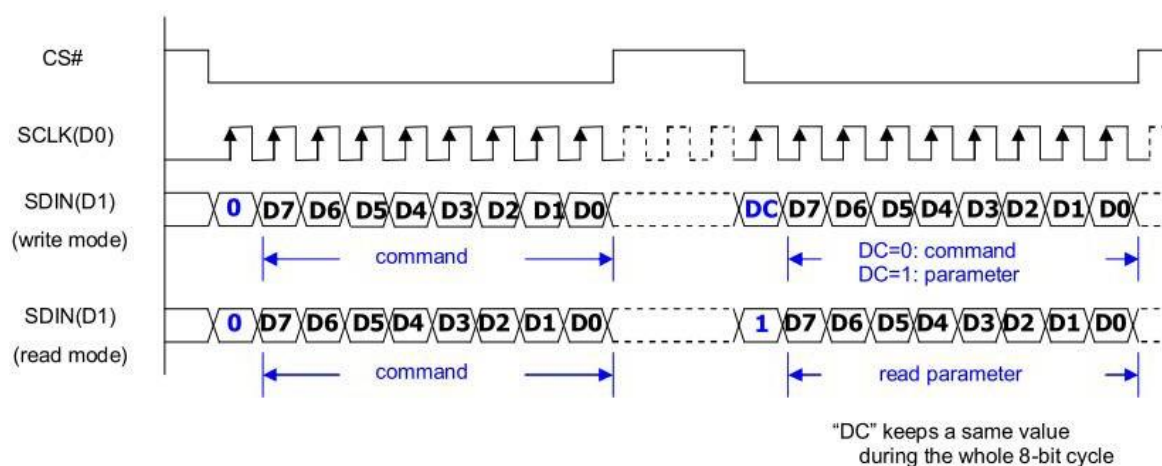 CS#
SCLK(D0)
SDIN(D1)
(write mode)
0 D7 D6 D5 D4 D3 D2 D1 D0 DC D7 D6 D5 D4 D3 D2 D1 D0
command
DC=0: command
DC=1: parameter
SDIN(D1)
(read mode)
0 D7 D6 D5 D4 D3 D2 D1 D0 1 D7 D6 D5 D4 D3 D2 D1 D0
command
read parameter
“DC” keeps a same value
during the whole 8-bit cycle